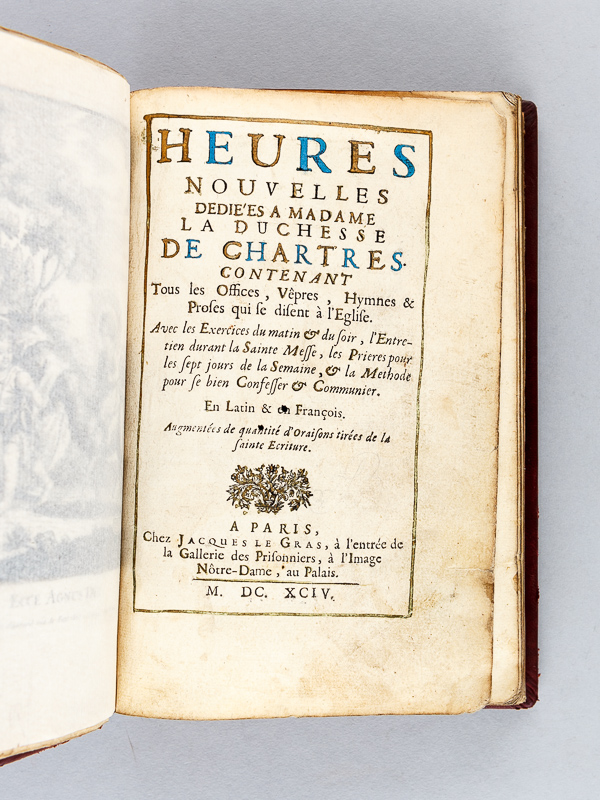 HEURES
NOUVELLES
DEDIE'ES A MADAME
LA DUCHESSE
DE CHARTRES.
CONTENANT
Tous les Offices, Vêpres, Hymnes &
Proses qui se disent à l'Eglise.
Avec les Exercices du matin & du soir, l'Entre-
tien durant la Sainte Messe, les Prieres pour
les sept jours de la Semaine, & la Methode
pour se bien Confesser & Communier.
En Latin & en François.
Augmentées de quantité d'Oraisons tirées de la
sainte Ecriture.
A PARIS,
Chez JACQUES LE GRAS, à l'entrée de
la Gallerie des Prisonniers, à l'Image
Nôtre-Dame, au Palais.
M. DC. XCIV.